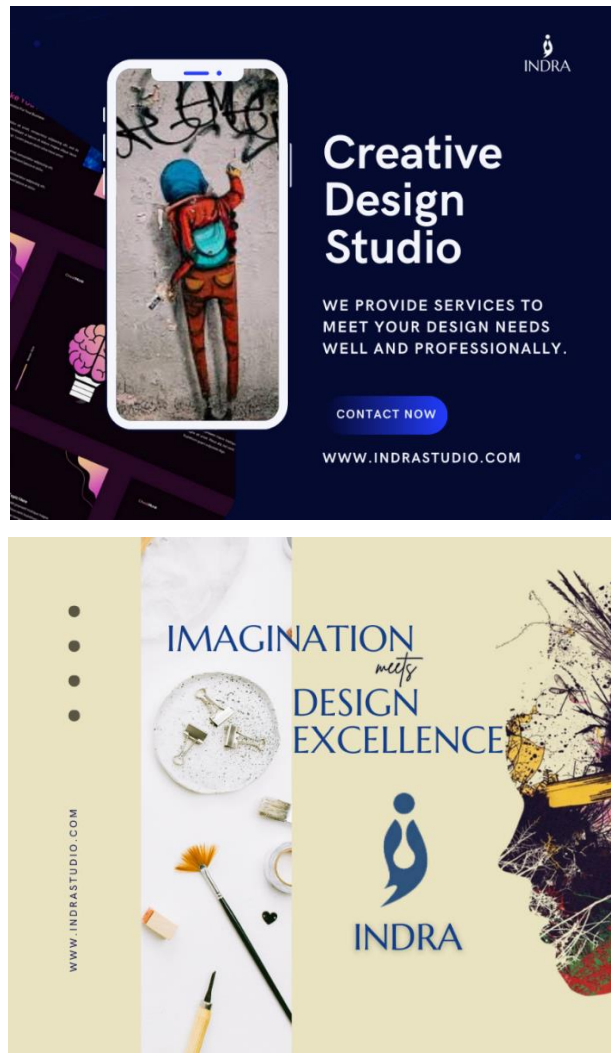 INDRA
Creative
Design
Studio
WE PROVIDE SERVICES TO
MEET YOUR DESIGN NEEDS
WELL AND PROFESSIONALLY.
CONTACT NOW
WWW.INDRASTUDIO.COM
IMAGINATION
meets
DESIGN
EXCELLENCE
INDRA
WWW.INDRASTUDIO.COM